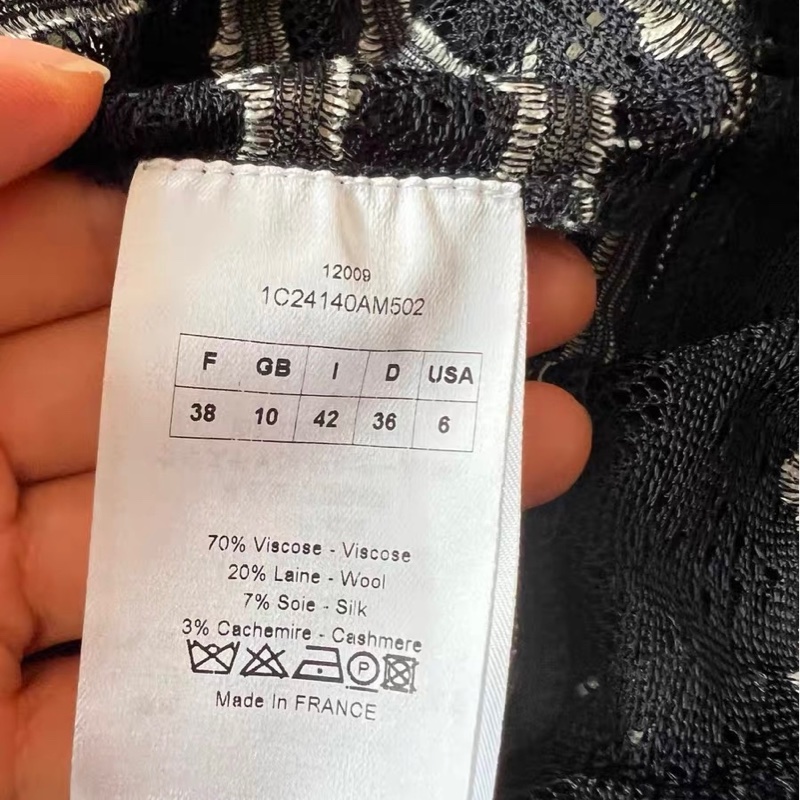 12009
1C24140AM502
F GB I D USA
38 10 42 36 6
70% Viscose - Viscose
20% Laine - Wool
7% Soie - Silk
3% Cachemire - Cashmere
P
Made In FRANCE